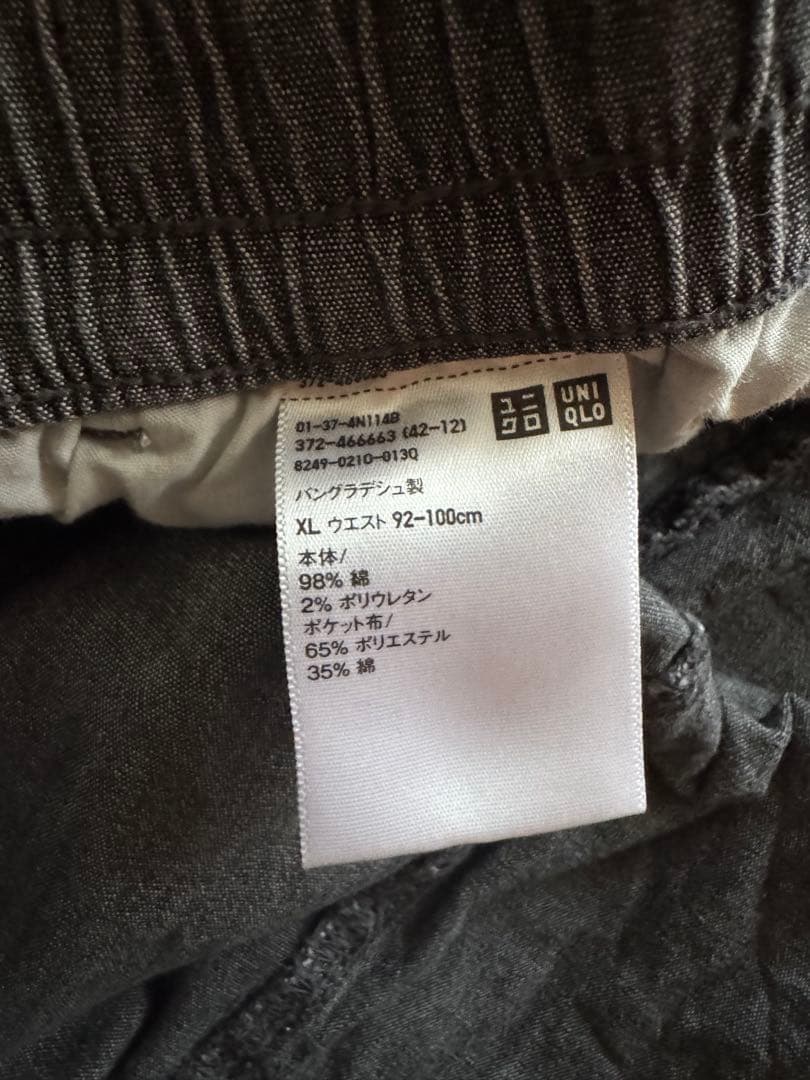 01-37-4N114B
372-466663 (42-12)
8249-0210-013Q
ユニ
クロ
UNI
QLO
バングラデシュ製
XL ウエスト 92-100cm
本体/
98% 綿
2% ポリウレタン
ポケット布/
65% ポリエステル
35% 綿